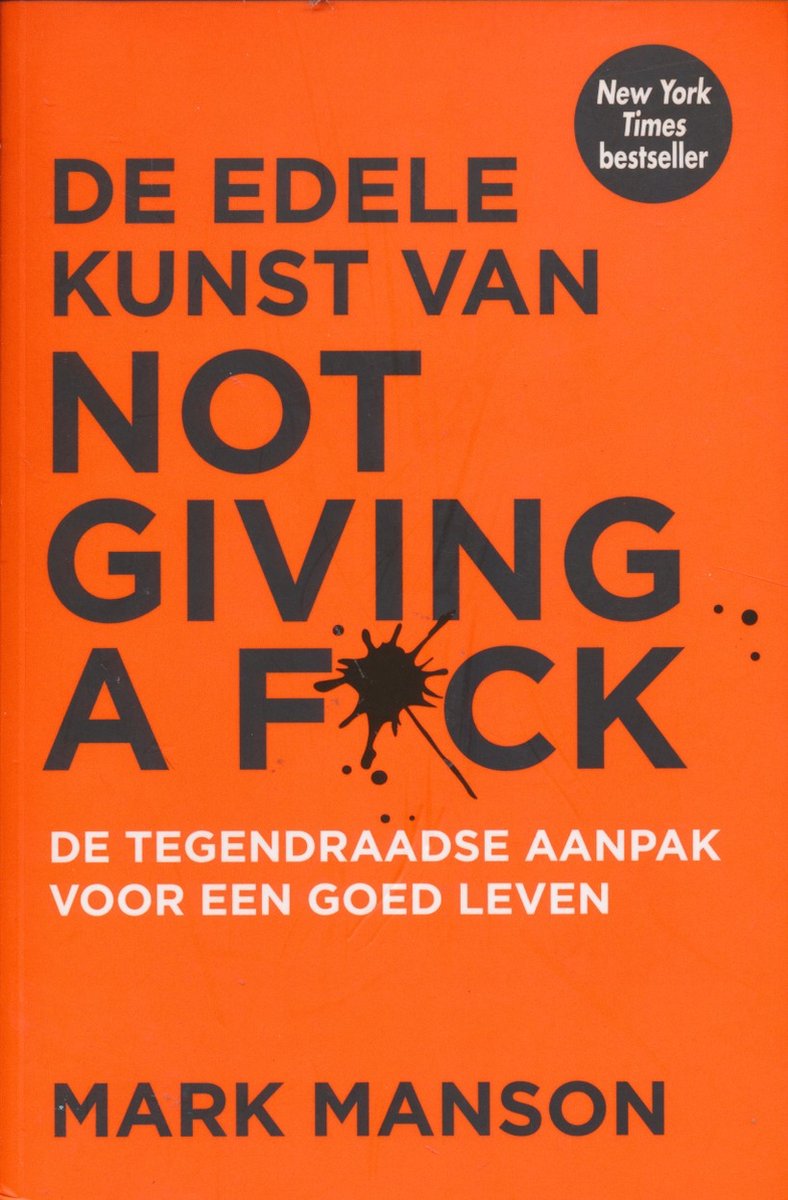 New York
Times
bestseller
DE EDELE
KUNST VAN
NOT
GIVING
A F*CK
DE TEGENDRAADSE AANPAK
VOOR EEN GOED LEVEN
MARK MANSON